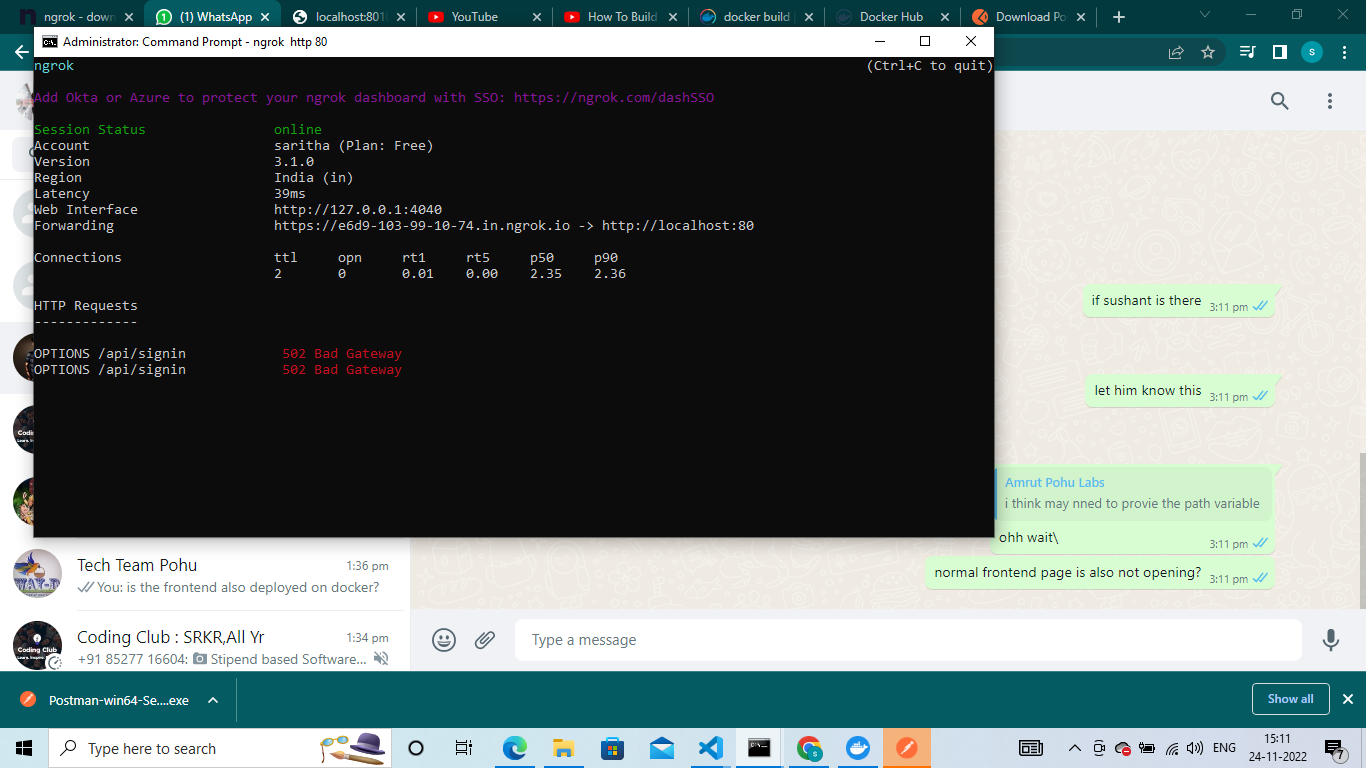 ngrok - down
(1) WhatsApp
localhost:801
YouTube
How To Build
docker build
Docker Hub
Download Po
Administrator: Command Prompt - ngrok http 80
s
ngrok (Ctrl+C to quit)
Add Okta or Azure to protect your ngrok dashboard with SSO: https://ngrok.com/dashSSO
Session Status online
Account saritha (Plan: Free)
Version 3.1.0
Region India (in)
Latency 39ms
Web Interface http://127.0.0.1:4040
Forwarding https://e6d9-103-99-10-74.in.ngrok.io -> http://localhost:80
Connections ttl opn rt1 rt5 p50 p90
2 0 0.01 0.00 2.35 2.36
HTTP Requests
-------------
OPTIONS /api/signin 502 Bad Gateway
OPTIONS /api/signin 502 Bad Gateway
if sushant is there 3:11 pm
let him know this 3:11 pm
Amrut Pohu Labs
i think may nned to provie the path variable
ohh wait\ 3:11 pm
normal frontend page is also not opening? 3:11 pm
Tech Team Pohu 1:36 pm
You: is the frontend also deployed on docker?
Coding Club : SRKR,All Yr 1:34 pm
+91 85277 16604: Stipend based Software...
Coding Club
Type a message
Postman-win64-Se....exe
Show all
Type here to search
ENG
15:11
24-11-2022
7